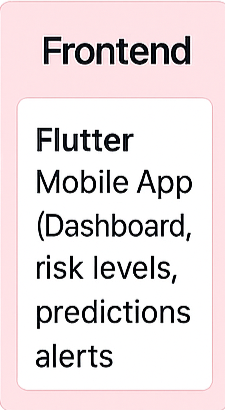 Frontend
Flutter
Mobile App
(Dashboard,
risk levels,
predictions
alerts